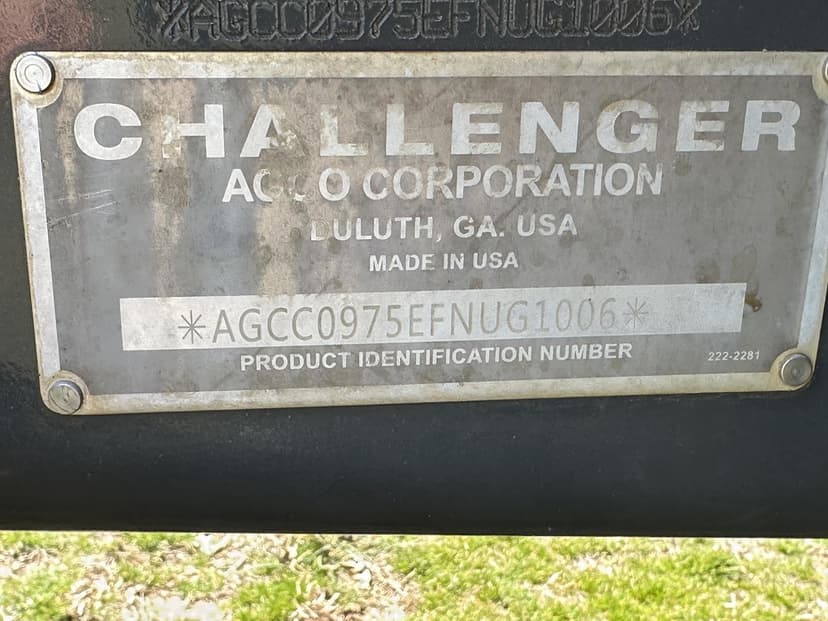 *AGCC0975EFNUG1006*
CHALLENGER
AGCO CORPORATION
DULUTH, GA. USA
MADE IN USA
*AGCC0975EFNUG1006*
PRODUCT IDENTIFICATION NUMBER
222-2281